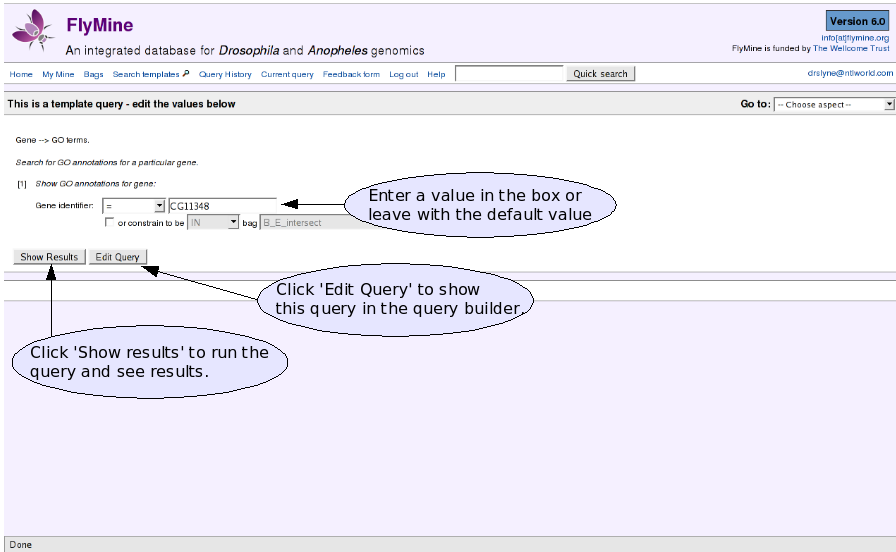 FlyMine
Version 6.0
An integrated database for Drosophila and Anopheles genomics
info[at]flymine.org
FlyMine is funded by The Wellcome Trust
Home My Mine Bags Search templates Query History Current query Feedback form Log out Help Quick search drslyne@ntlworld.com
This is a template query - edit the values below Go to: -- Choose aspect --
Gene --> GO terms.
Search for GO annotations for a particular gene.
[1] Show GO annotations for gene:
Gene identifier: = CG11348
or constrain to be IN bag B_E_intersect
Enter a value in the box or
leave with the default value
Show Results Edit Query
Click 'Edit Query' to show
this query in the query builder.
Click 'Show results' to run the
query and see results.
Done